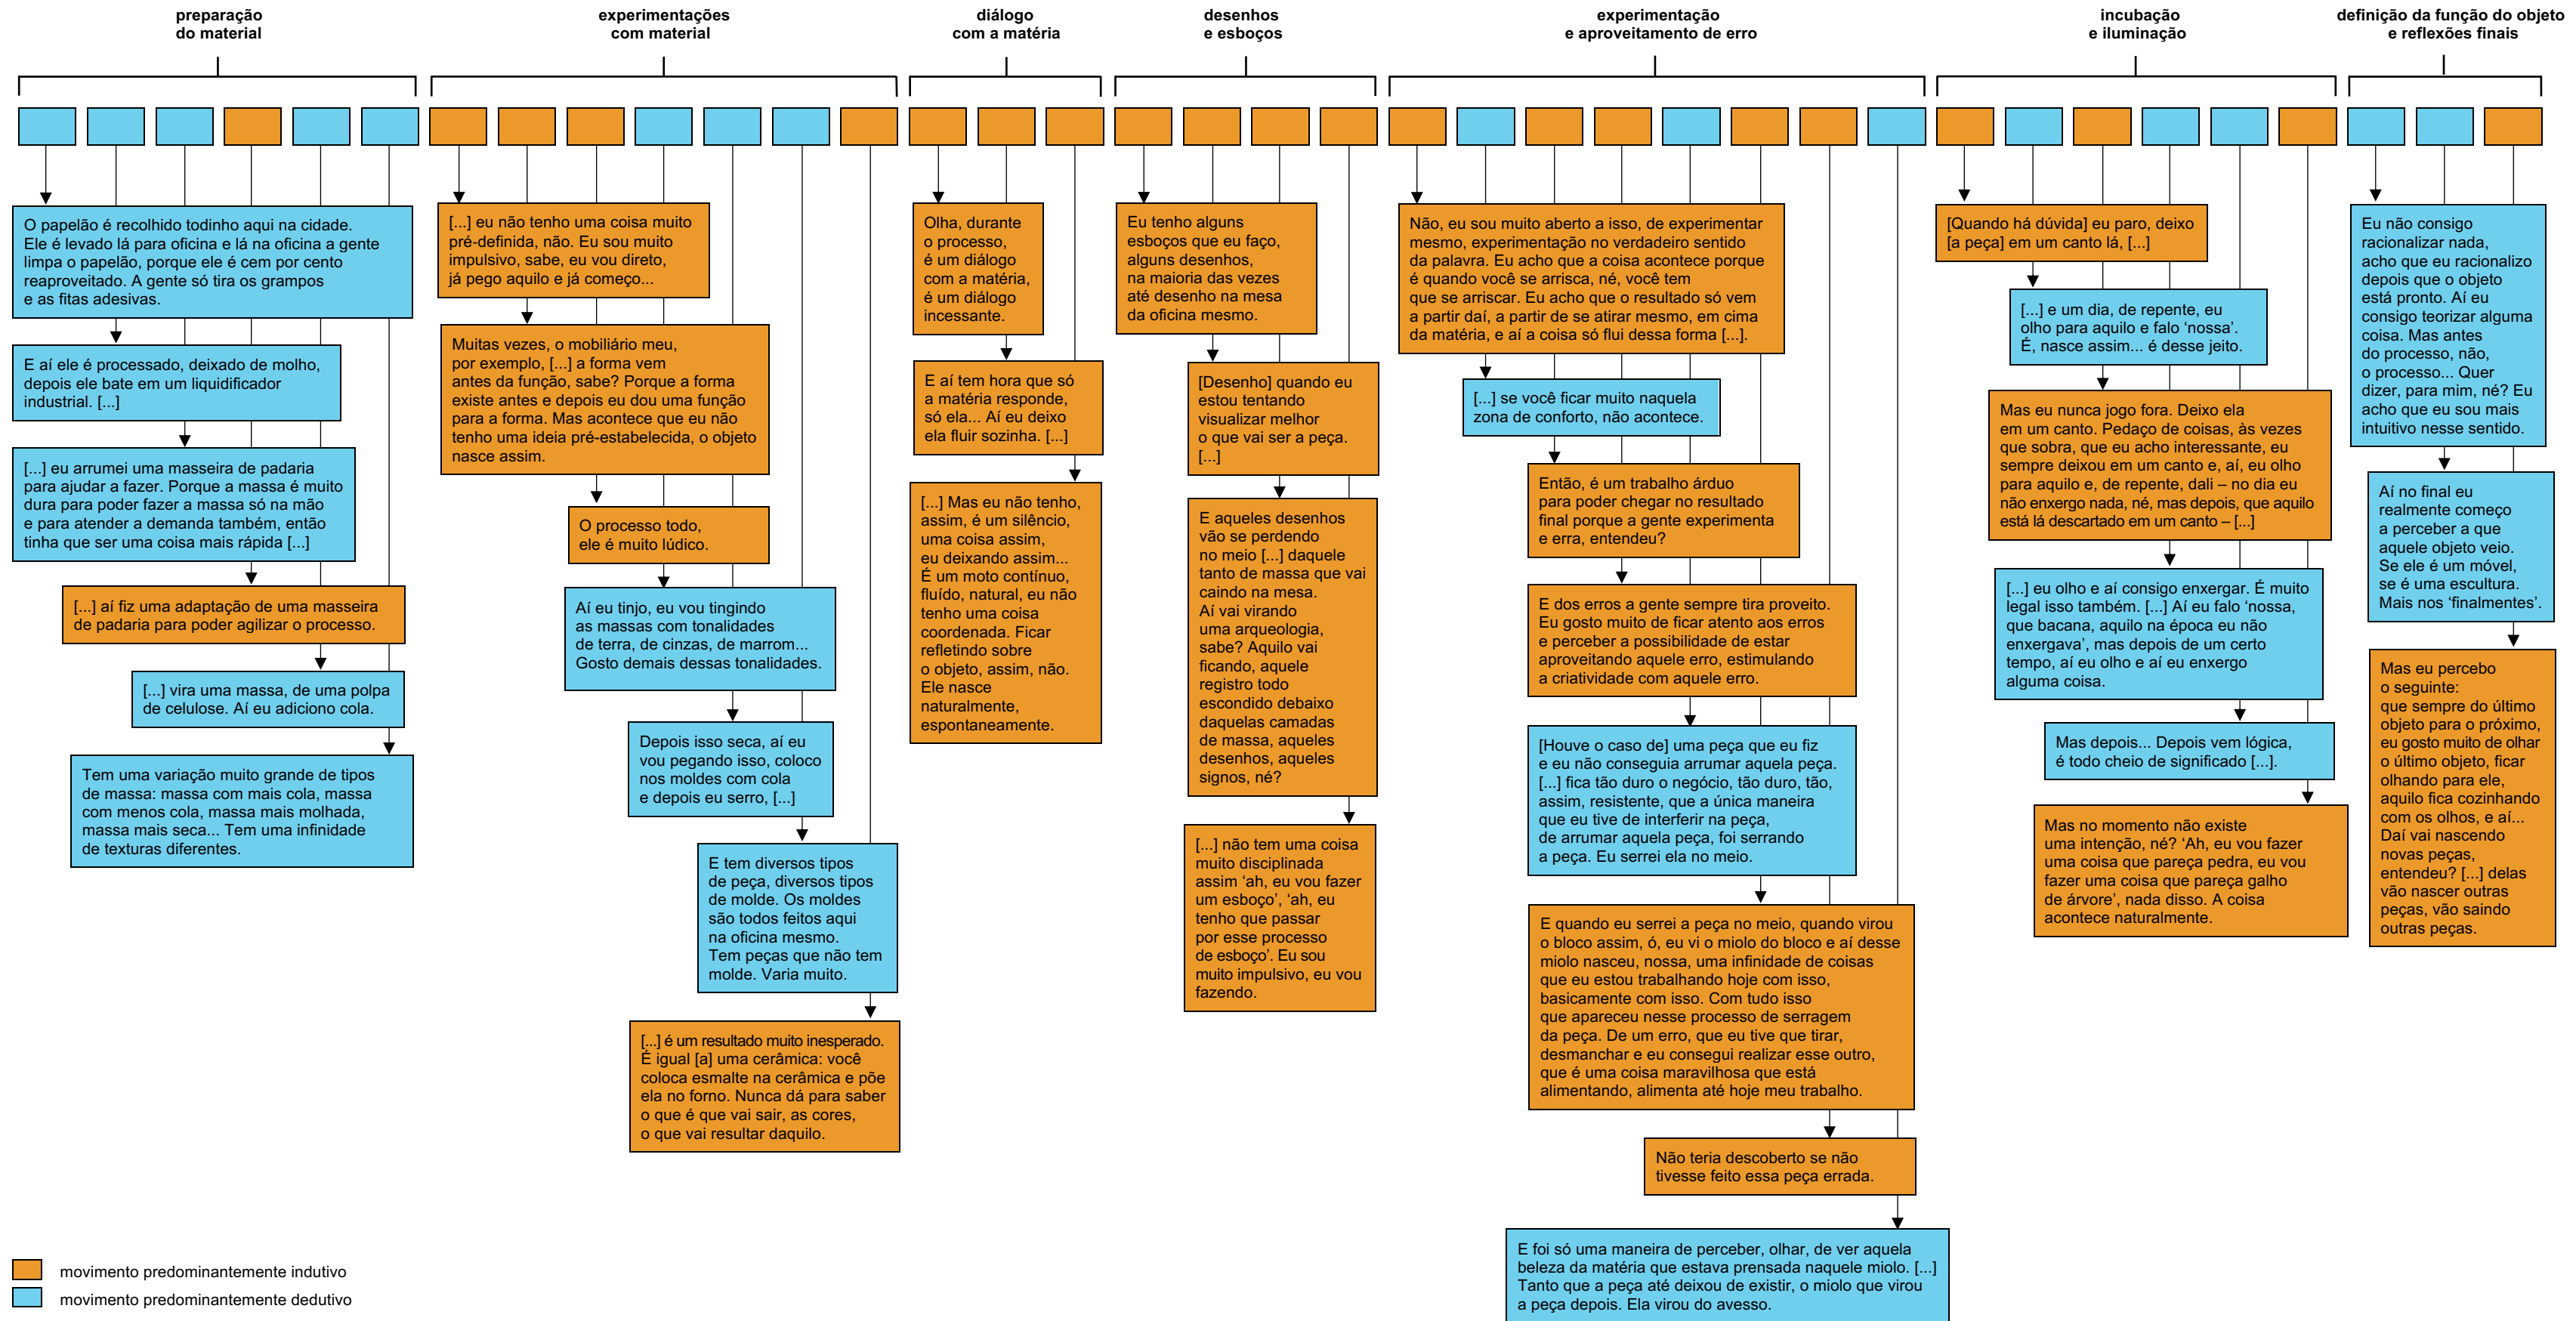 preparação
do material
O papelão é recolhido todinho aqui na cidade.
Ele é levado lá para oficina e lá na oficina a gente
limpa o papelão, porque ele é cem por cento
reaproveitado. A gente só tira os grampos
e as fitas adesivas.
E aí ele é processado, deixado de molho,
depois ele bate em um liquidificador
industrial. [...]
[...] eu arrumei uma masseira de padaria
para ajudar a fazer. Porque a massa é muito
dura para poder fazer a massa só na mão
e para atender a demanda também, então
tinha que ser uma coisa mais rápida [...]
[...] aí fiz uma adaptação de uma masseira
de padaria para poder agilizar o processo.
[...] vira uma massa, de uma polpa
de celulose. Aí eu adiciono cola.
Tem uma variação muito grande de tipos
de massa: massa com mais cola, massa
com menos cola, massa mais molhada,
massa mais seca... Tem uma infinidade
de texturas diferentes.
experimentações
com material
[...] eu não tenho uma coisa muito
pré-definida, não. Eu sou muito
impulsivo, sabe, eu vou direto,
já pego aquilo e já começo...
Muitas vezes, o mobiliário meu,
por exemplo, [...] a forma vem
antes da função, sabe? Porque a forma
existe antes e depois eu dou uma função
para a forma. Mas acontece que eu não
tenho uma ideia pré-estabelecida, o objeto
nasce assim.
O processo todo,
ele é muito lúdico.
Aí eu tinjo, eu vou tingindo
as massas com tonalidades
de terra, de cinzas, de marrom...
Gosto demais dessas tonalidades.
Depois isso seca, aí eu
vou pegando isso, coloco
nos moldes com cola
e depois eu serro, [...]
E tem diversos tipos
de peça, diversos tipos
de molde. Os moldes
são todos feitos aqui
na oficina mesmo.
Tem peças que não tem
molde. Varia muito.
[...] é um resultado muito inesperado.
É igual [a] uma cerâmica: você
coloca esmalte na cerâmica e põe
ela no forno. Nunca dá para saber
o que é que vai sair, as cores,
o que vai resultar daquilo.
diálogo
com a matéria
Olha, durante
o processo,
é um diálogo
com a matéria,
é um diálogo
incessante.
E aí tem hora que só
a matéria responde,
só ela... Aí eu deixo
ela fluir sozinha. [...]
[...] Mas eu não tenho,
assim, é um silêncio,
uma coisa assim,
eu deixando assim...
É um moto contínuo,
fluído, natural, eu não
tenho uma coisa
coordenada. Ficar
refletindo sobre
o objeto, assim, não.
Ele nasce
naturalmente,
espontaneamente.
desenhos
e esboços
Eu tenho alguns
esboços que eu faço,
alguns desenhos,
na maioria das vezes
até desenho na mesa
da oficina mesmo.
[Desenho] quando eu
estou tentando
visualizar melhor
o que vai ser a peça.
[...]
E aqueles desenhos
vão se perdendo
no meio [...] daquele
tanto de massa que vai
caindo na mesa.
Aí vai virando
uma arqueologia,
sabe? Aquilo vai
ficando, aquele
registro todo
escondido debaixo
daquelas camadas
de massa, aqueles
desenhos, aqueles
signos, né?
[...] não tem uma coisa
muito disciplinada
assim ‘ah, eu vou fazer
um esboço’, ‘ah, eu
tenho que passar
por esse processo
de esboço’. Eu sou
muito impulsivo, eu vou
fazendo.
experimentação
e aproveitamento de erro
Não, eu sou muito aberto a isso, de experimentar
mesmo, experimentação no verdadeiro sentido
da palavra. Eu acho que a coisa acontece porque
é quando você se arrisca, né, você tem
que se arriscar. Eu acho que o resultado só vem
a partir daí, a partir de se atirar mesmo, em cima
da matéria, e aí a coisa só flui dessa forma [...].
[...] se você ficar muito naquela
zona de conforto, não acontece.
Então, é um trabalho árduo
para poder chegar no resultado
final porque a gente experimenta
e erra, entendeu?
E dos erros a gente sempre tira proveito.
Eu gosto muito de ficar atento aos erros
e perceber a possibilidade de estar
aproveitando aquele erro, estimulando
a criatividade com aquele erro.
[Houve o caso de] uma peça que eu fiz
e eu não conseguia arrumar aquela peça.
[...] fica tão duro o negócio, tão duro, tão,
assim, resistente, que a única maneira
que eu tive de interferir na peça,
de arrumar aquela peça, foi serrando
a peça. Eu serrei ela no meio.
E quando eu serrei a peça no meio, quando virou
o bloco assim, ó, eu vi o miolo do bloco e aí desse
miolo nasceu, nossa, uma infinidade de coisas
que eu estou trabalhando hoje com isso,
basicamente com isso. Com tudo isso
que apareceu nesse processo de serragem
da peça. De um erro, que eu tive que tirar,
desmanchar e eu consegui realizar esse outro,
que é uma coisa maravilhosa que está
alimentando, alimenta até hoje meu trabalho.
Não teria descoberto se não
tivesse feito essa peça errada.
E foi só uma maneira de perceber, olhar, de ver aquela
beleza da matéria que estava prensada naquele miolo. [...]
Tanto que a peça até deixou de existir, o miolo que virou
a peça depois. Ela virou do avesso.
incubação
e iluminação
[Quando há dúvida] eu paro, deixo
[a peça] em um canto lá, [...]
[...] e um dia, de repente, eu
olho para aquilo e falo ‘nossa’.
É, nasce assim... é desse jeito.
Mas eu nunca jogo fora. Deixo ela
em um canto. Pedaço de coisas, às vezes
que sobra, que eu acho interessante, eu
sempre deixou em um canto e, aí, eu olho
para aquilo e, de repente, dali – no dia eu
não enxergo nada, né, mas depois, que aquilo
está lá descartado em um canto – [...]
[...] eu olho e aí consigo enxergar. É muito
legal isso também. [...] Aí eu falo ‘nossa,
que bacana, aquilo na época eu não
enxergava’, mas depois de um certo
tempo, aí eu olho e aí eu enxergo
alguma coisa.
Mas depois... Depois vem lógica,
é todo cheio de significado [...].
Mas no momento não existe
uma intenção, né? ‘Ah, eu vou fazer
uma coisa que pareça pedra, eu vou
fazer uma coisa que pareça galho
de árvore’, nada disso. A coisa
acontece naturalmente.
definição da função do objeto
e reflexões finais
Eu não consigo
racionalizar nada,
acho que eu racionalizo
depois que o objeto
está pronto. Aí eu
consigo teorizar alguma
coisa. Mas antes
do processo, não,
o processo... Quer
dizer, para mim, né? Eu
acho que eu sou mais
intuitivo nesse sentido.
Aí no final eu
realmente começo
a perceber a que
aquele objeto veio.
Se ele é um móvel,
se é uma escultura.
Mais nos ‘finalmentes’.
Mas eu percebo
o seguinte:
que sempre do último
objeto para o próximo,
eu gosto muito de olhar
o último objeto, ficar
olhando para ele,
aquilo fica cozinhando
com os olhos, e aí...
Daí vai nascendo
novas peças,
entendeu? [...] delas
vão nascer outras
peças, vão saindo
outras peças.
movimento predominantemente indutivo
movimento predominantemente dedutivo